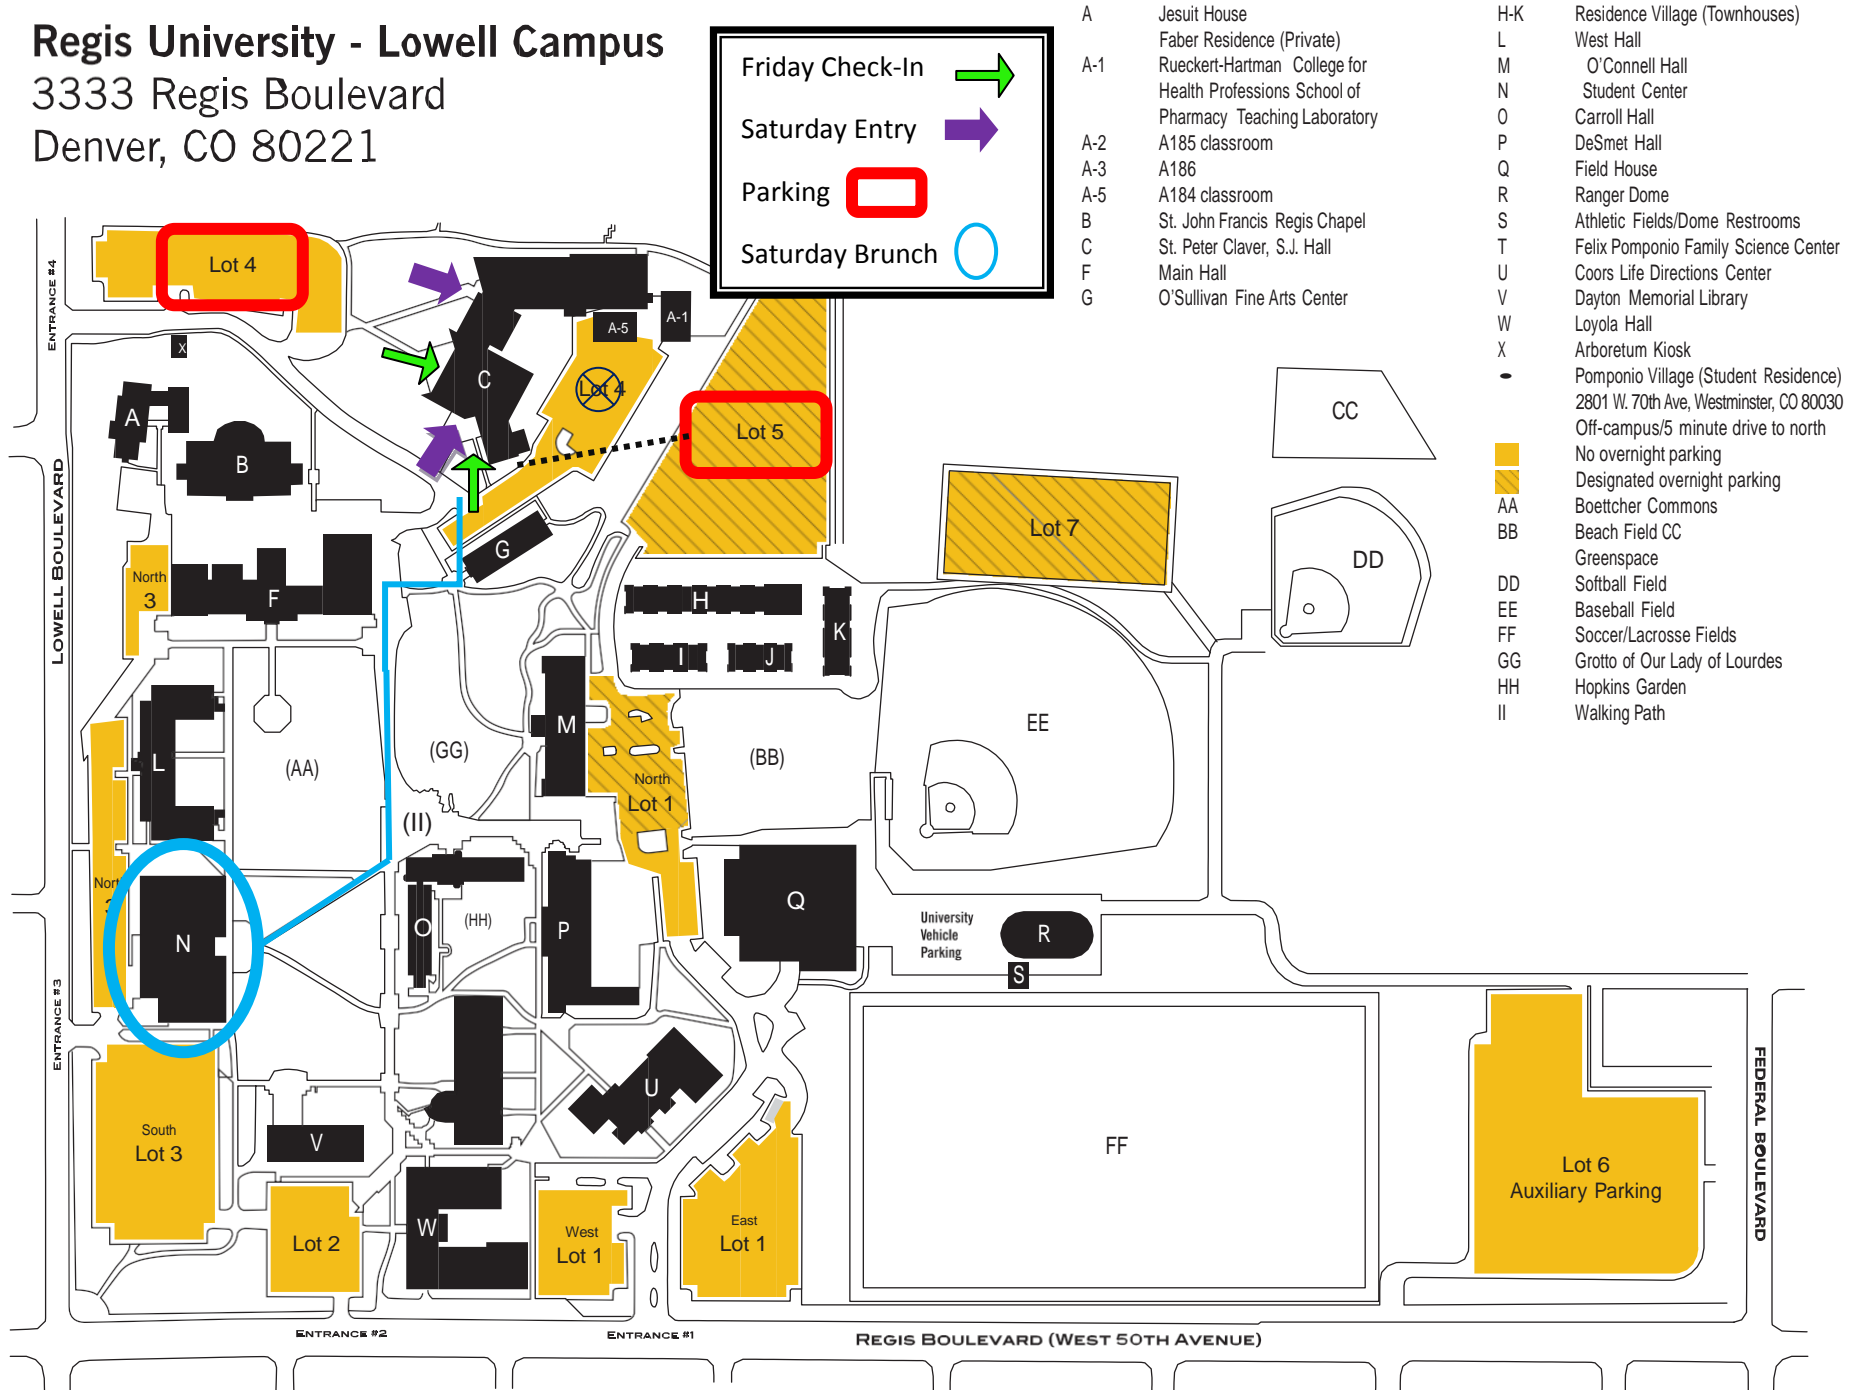 Regis University - Lowell Campus
3333 Regis Boulevard
Denver, CO 80221
Friday Check-In
Saturday Entry
Parking
Saturday Brunch
A Jesuit House
Faber Residence (Private)
A-1 Rueckert-Hartman College for
Health Professions School of
Pharmacy Teaching Laboratory
A-2 A185 classroom
A-3 A186
A-5 A184 classroom
B St. John Francis Regis Chapel
C St. Peter Claver, S.J. Hall
F Main Hall
G O'Sullivan Fine Arts Center
H-K Residence Village (Townhouses)
L West Hall
M O'Connell Hall
N Student Center
O Carroll Hall
P DeSmet Hall
Q Field House
R Ranger Dome
S Athletic Fields/Dome Restrooms
T Felix Pomponio Family Science Center
U Coors Life Directions Center
V Dayton Memorial Library
W Loyola Hall
X Arboretum Kiosk
Pomponio Village (Student Residence)
2801 W. 70th Ave, Westminster, CO 80030
Off-campus/5 minute drive to north
No overnight parking
Designated overnight parking
AA Boettcher Commons
BB Beach Field CC
Greenspace
DD Softball Field
EE Baseball Field
FF Soccer/Lacrosse Fields
GG Grotto of Our Lady of Lourdes
HH Hopkins Garden
II Walking Path
ENTRANCE #4
Lot 4
A-1
A-5
X
C
Lot 4
A
B
Lot 5
CC
LOWELL BOULEVARD
G
Lot 7
DD
North
3
F
H
K
I
J
L
(AA)
(GG)
M
North
Lot 1
(BB)
EE
(II)
Nort
3
N
O
(HH)
P
Q
University
Vehicle
Parking
R
S
ENTRANCE #3
U
V
South
Lot 3
FF
Lot 6
Auxiliary Parking
FEDERAL BOULEVARD
Lot 2
W
West
Lot 1
East
Lot 1
ENTRANCE #2
ENTRANCE #1
REGIS BOULEVARD (WEST 50TH AVENUE)